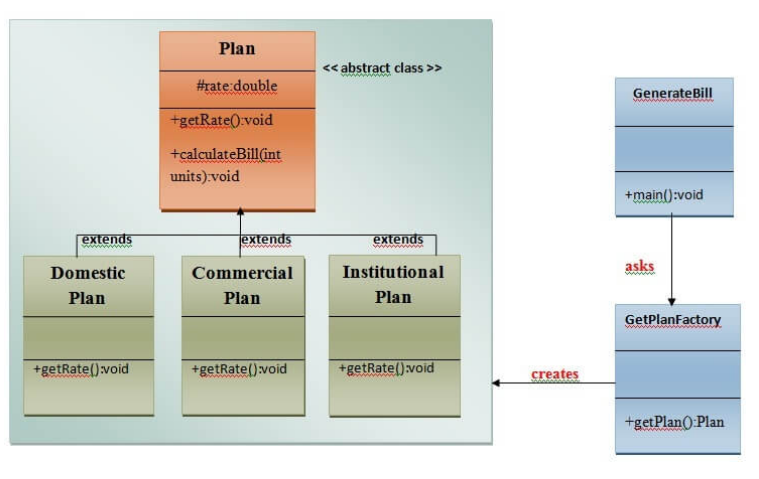 Plan
<< abstract class >>
#rate:double
+getRate():void
+calculateBill(int
units):void
extends
extends
extends
Domestic
Plan
+getRate():void
Commercial
Plan
+getRate():void
Institutional
Plan
+getRate():void
GenerateBill
+main():void
asks
GetPlanFactory
+getPlan():Plan
creates